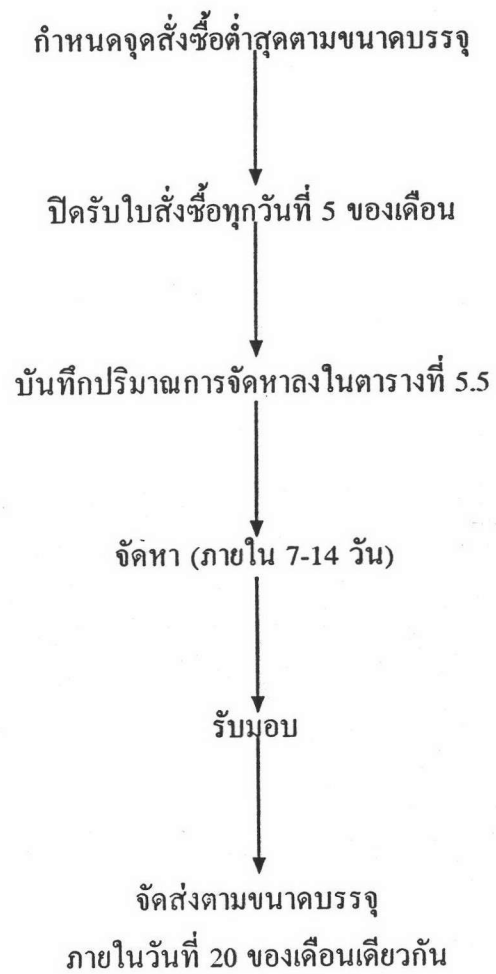 กำหนดจุดสั่งซื้อต่ำสุดตามขนาดบรรจุ
ปิดรับใบสั่งซื้อทุกวันที่ 5 ของเดือน
บันทึกปริมาณการจัดหาลงในตารางที่ 5.5
จัดหา (ภายใน 7-14 วัน)
รับมอบ
จัดส่งตามขนาดบรรจุ
ภายในวันที่ 20 ของเดือนเดียวกัน